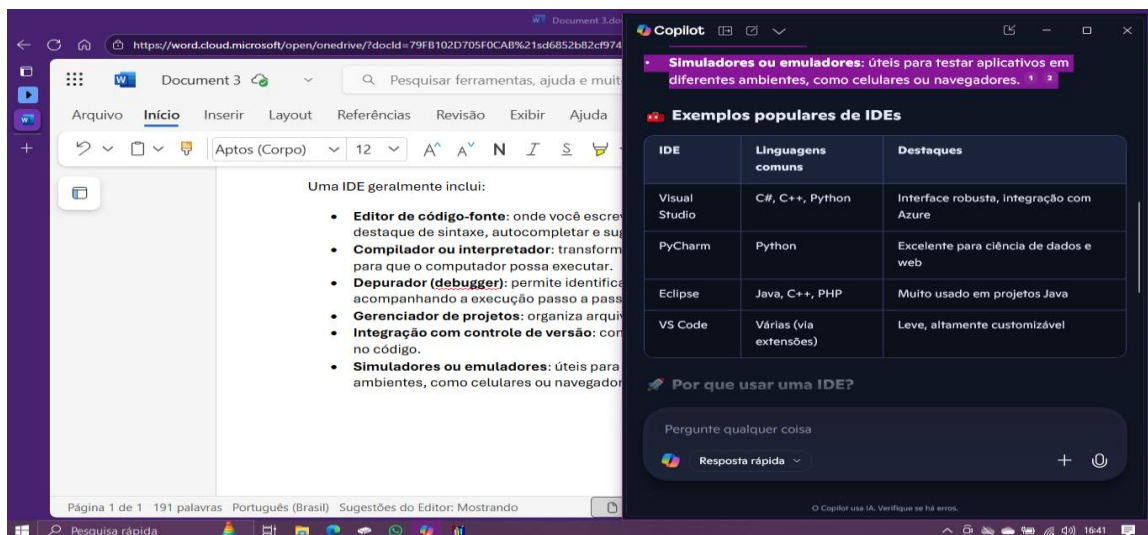 Document 3.do
https://word.cloud.microsoft/open/onedrive/?docId=79FB102D705F0CAB%21sd6852b82cf974
Document 3
Pesquisar ferramentas, ajuda e muit
Arquivo Início Inserir Layout Referências Revisão Exibir Ajuda
Aptos (Corpo) 12 A A N I S
Uma IDE geralmente inclui:
• Editor de código-fonte: onde você escrev
destaque de sintaxe, autocompletar e sug
• Compilador ou interpretador: transform
para que o computador possa executar.
• Depurador (debugger): permite identifica
acompanhando a execução passo a pass
• Gerenciador de projetos: organiza arqui
• Integração com controle de versão: con
no código.
• Simuladores ou emuladores: úteis para
ambientes, como celulares ou navegador
Página 1 de 1 191 palavras Português (Brasil) Sugestões do Editor: Mostrando
Copilot
• Simuladores ou emuladores: úteis para testar aplicativos em
diferentes ambientes, como celulares ou navegadores. 1 2
Exemplos populares de IDEs
IDE Linguagens comuns Destaques
Visual Studio C#, C++, Python Interface robusta, integração com Azure
PyCharm Python Excelente para ciência de dados e web
Eclipse Java, C++, PHP Muito usado em projetos Java
VS Code Várias (via extensões) Leve, altamente customizável
Por que usar uma IDE?
Pergunte qualquer coisa
Resposta rápida
O Copilot usa IA. Verifique se há erros.
Pesquisa rápida
16:41